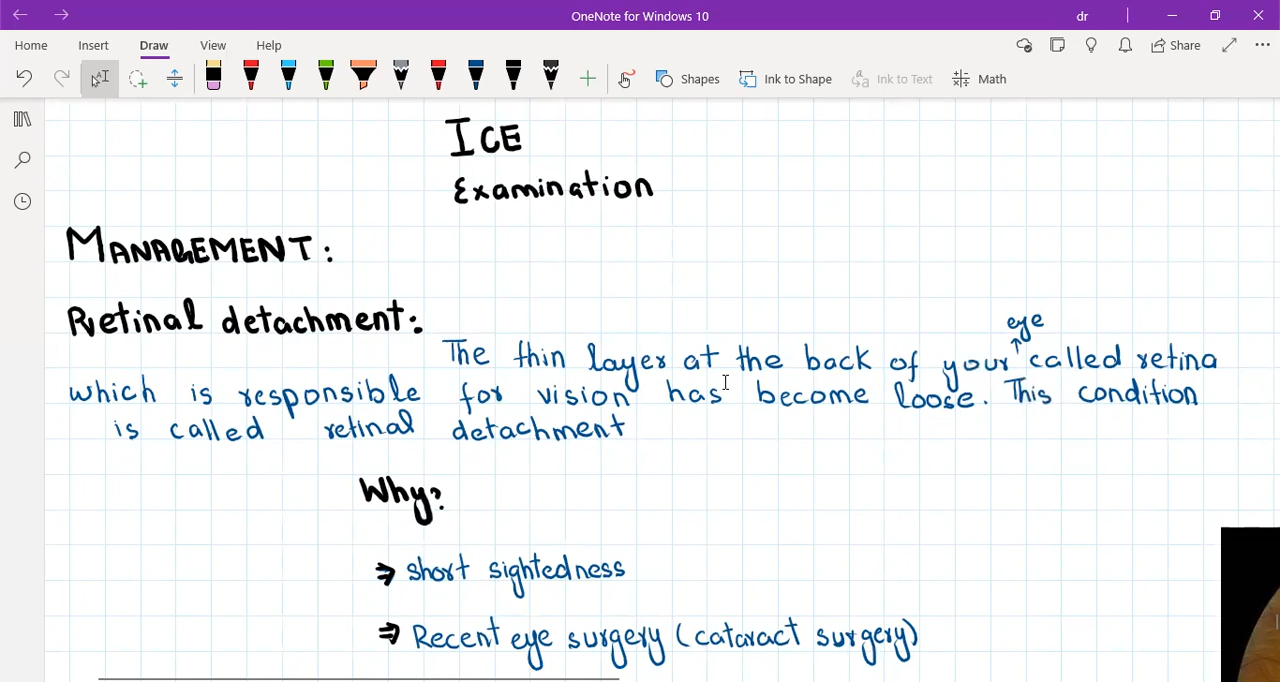 OneNote for Windows 10
dr
Home Insert Draw View Help
Share
Shapes Ink to Shape Ink to Text Math
ICE
Examination
MANAGEMENT:
Retinal detachment:
eye
The thin layer at the back of your called retina
which is responsible for vision has become loose. This condition
is called retinal detachment
Why?
⇒ short sightedness
⇒ Recent eye surgery (cataract surgery)